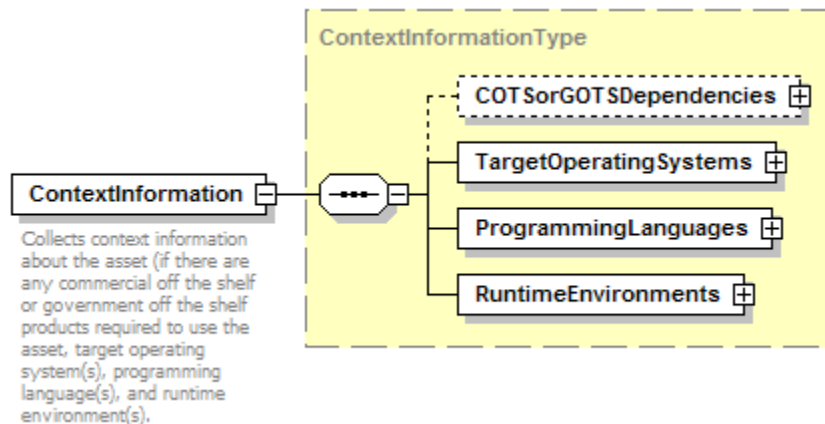 ContextInformationType
COTSorGOTSDependencies
TargetOperatingSystems
ContextInformation
ProgrammingLanguages
RuntimeEnvironments
Collects context information
about the asset (if there are
any commercial off the shelf
or government off the shelf
products required to use the
asset, target operating
system(s), programming
language(s), and runtime
environment(s).